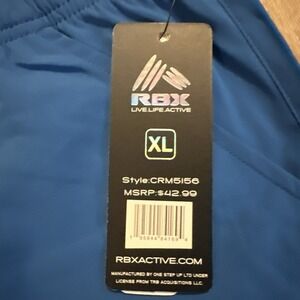 RBX
LIVE.LIFE.ACTIVE
XL
Style:CRM5156
MSRP:$42.99
RBXACTIVE.COM
MANUFACTURED BY ONE STEP UP LTD UNDER
LICENSE FROM TRB ACQUISITIONS LLC.